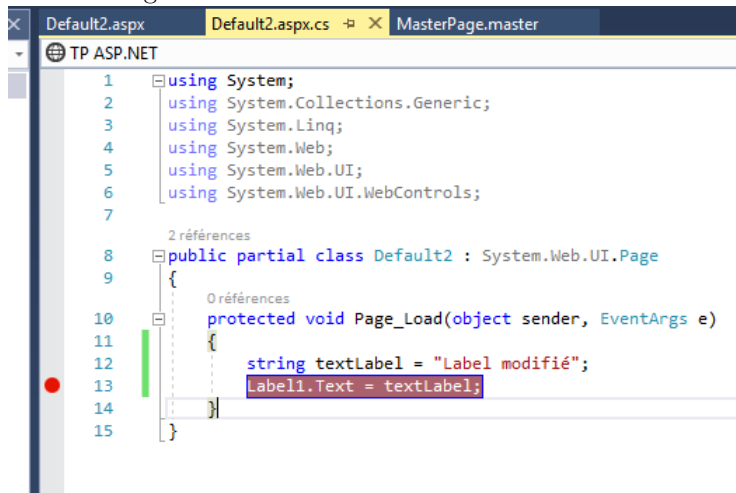 Default2.aspx Default2.aspx.cs MasterPage.master
TP ASP.NET
1 using System;
2 using System.Collections.Generic;
3 using System.Linq;
4 using System.Web;
5 using System.Web.UI;
6 using System.Web.UI.WebControls;
7
2 références
8 public partial class Default2 : System.Web.UI.Page
9 {
0 références
10 protected void Page_Load(object sender, EventArgs e)
11 {
12 string textLabel = "Label modifié";
13 Label1.Text = textLabel;
14 }
15 }